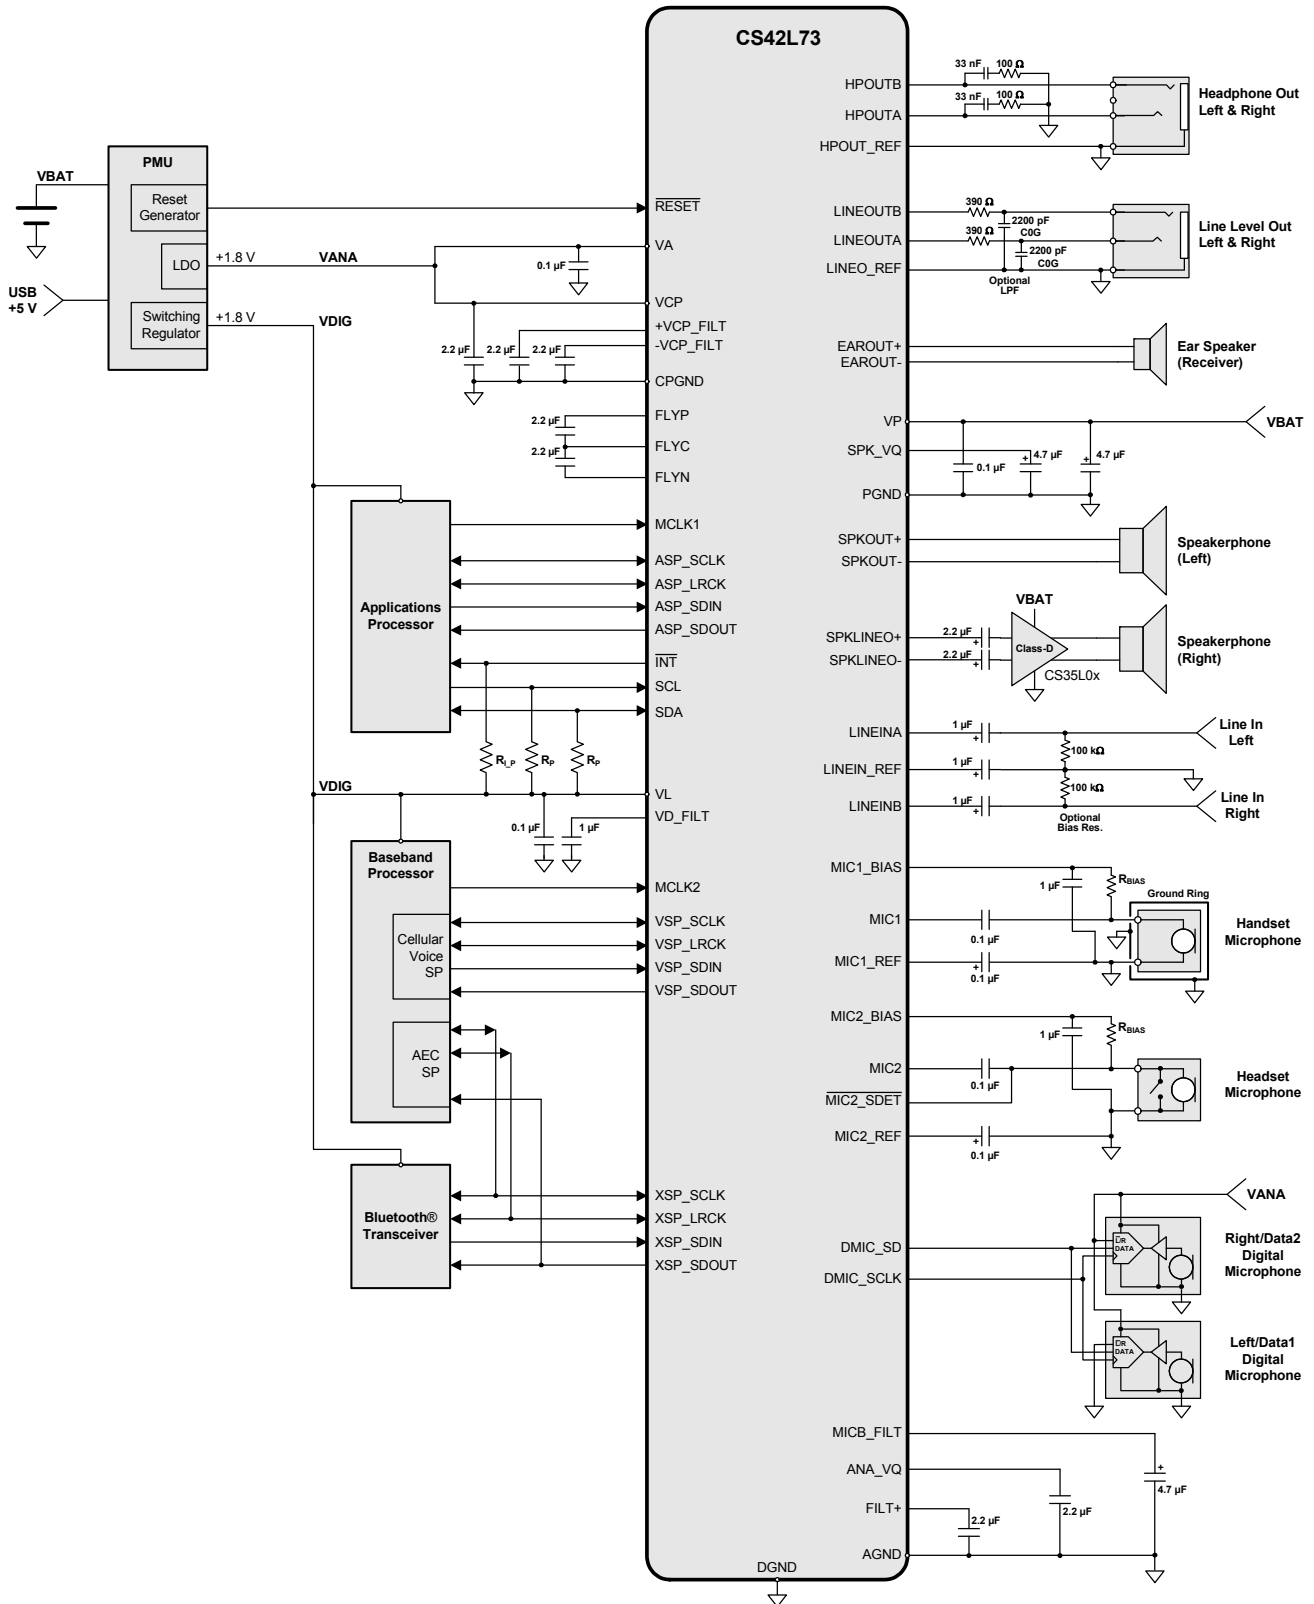 CS42L73
PMU
VBAT
Reset
Generator
LDO
+1.8 V
VANA
USB
+5 V
Switching
Regulator
+1.8 V
VDIG
0.1 µF
2.2 µF
2.2 µF
2.2 µF
2.2 µF
2.2 µF
RESET
VA
VCP
+VCP_FILT
-VCP_FILT
CPGND
FLYP
FLYC
FLYN
Applications
Processor
MCLK1
ASP_SCLK
ASP_LRCK
ASP_SDIN
ASP_SDOUT
INT
SCL
SDA
RI_P
RP
RP
VDIG
VL
VD_FILT
0.1 µF
1 µF
Baseband
Processor
Cellular
Voice
SP
AEC
SP
MCLK2
VSP_SCLK
VSP_LRCK
VSP_SDIN
VSP_SDOUT
Bluetooth®
Transceiver
XSP_SCLK
XSP_LRCK
XSP_SDIN
XSP_SDOUT
DGND
HPOUTB
HPOUTA
HPOUT_REF
33 nF
100 Ω
33 nF
100 Ω
Headphone Out
Left & Right
LINEOUTB
LINEOUTA
LINEO_REF
390 Ω
390 Ω
2200 pF
C0G
2200 pF
C0G
Optional
LPF
Line Level Out
Left & Right
EAROUT+
EAROUT-
Ear Speaker
(Receiver)
VP
SPK_VQ
PGND
0.1 µF
+
4.7 µF
+
4.7 µF
VBAT
SPKOUT+
SPKOUT-
Speakerphone
(Left)
SPKLINEO+
SPKLINEO-
2.2 µF
+
2.2 µF
+
VBAT
Class-D
CS35L0x
Speakerphone
(Right)
LINEINA
LINEIN_REF
LINEINB
1 µF
+
1 µF
+
1 µF
+
100 kΩ
100 kΩ
Optional
Bias Res.
Line In
Left
Line In
Right
MIC1_BIAS
MIC1
MIC1_REF
1 µF
RBIAS
0.1 µF
+
0.1 µF
Ground Ring
Handset
Microphone
MIC2_BIAS
MIC2
MIC2_SDET
MIC2_REF
1 µF
RBIAS
0.1 µF
+
0.1 µF
Headset
Microphone
VANA
DMIC_SD
DMIC_SCLK
L/R
DATA
Right/Data2
Digital
Microphone
L/R
DATA
Left/Data1
Digital
Microphone
MICB_FILT
ANA_VQ
FILT+
AGND
2.2 µF
2.2 µF
+
4.7 µF